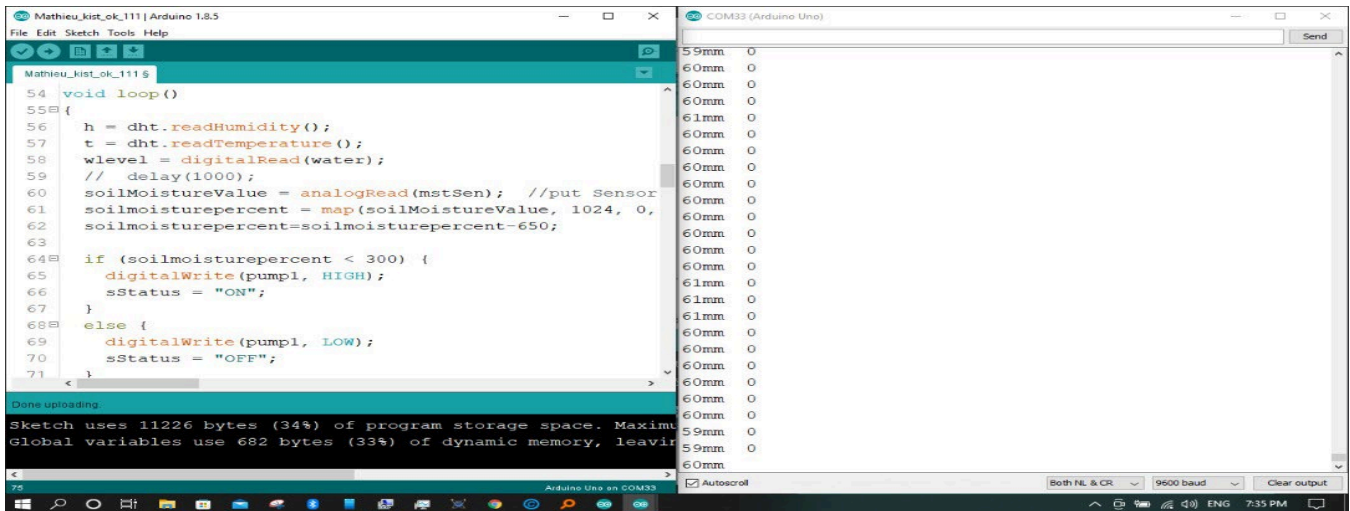 Mathieu_kist_ok_111 | Arduino 1.8.5
File Edit Sketch Tools Help
Mathieu_kist_ok_111 §
54 void loop()
55 {
56 h = dht.readHumidity();
57 t = dht.readTemperature();
58 wlevel = digitalRead(water);
59 // delay(1000);
60 soilMoistureValue = analogRead(mstSen); //put Sensor
61 soilmoisturepercent = map(soilMoistureValue, 1024, 0,
62 soilmoisturepercent=soilmoisturepercent-650;
63
64 if (soilmoisturepercent < 300) {
65 digitalWrite(pump1, HIGH);
66 sStatus = "ON";
67 }
68 else {
69 digitalWrite(pump1, LOW);
70 sStatus = "OFF";
71 }
Done uploading.
Sketch uses 11226 bytes (34%) of program storage space. Maximu
Global variables use 682 bytes (33%) of dynamic memory, leavin
75
Arduino Uno on COM33
COM33 (Arduino Uno)
Send
59mm 0
60mm 0
60mm 0
60mm 0
61mm 0
60mm 0
60mm 0
60mm 0
60mm 0
60mm 0
60mm 0
60mm 0
60mm 0
60mm 0
61mm 0
61mm 0
61mm 0
60mm 0
60mm 0
60mm 0
60mm 0
60mm 0
60mm 0
59mm 0
59mm 0
60mm
Autoscroll
Both NL & CR
9600 baud
Clear output
ENG 7:35 PM